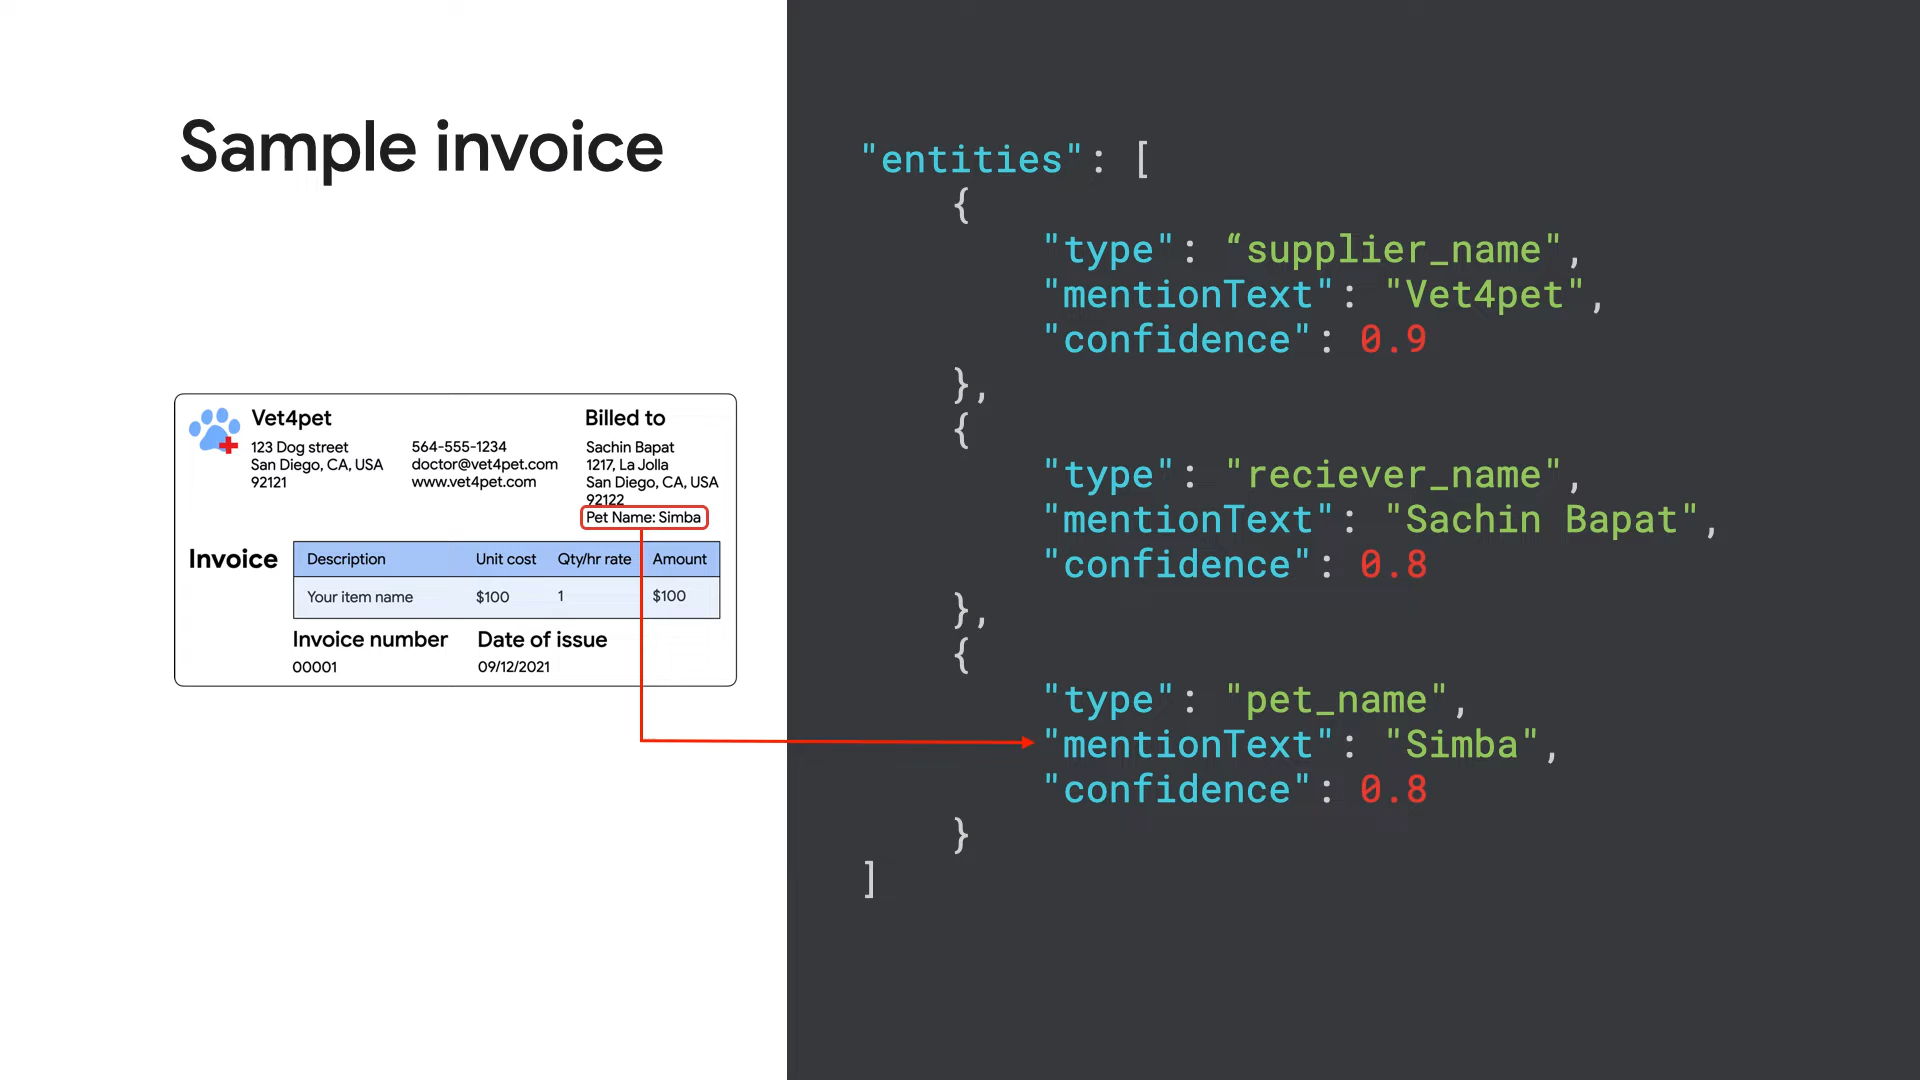 Sample invoice
Vet4pet
123 Dog street
San Diego, CA, USA
92121
564-555-1234
doctor@vet4pet.com
www.vet4pet.com
Billed to
Sachin Bapat
1217, La Jolla
San Diego, CA, USA
92122
Pet Name: Simba
Invoice
Description Unit cost Qty/hr rate Amount
Your item name $100 1 $100
Invoice number
00001
Date of issue
09/12/2021
"entities": [
{
"type": “supplier_name",
"mentionText": "Vet4pet",
"confidence": 0.9
},
{
"type": "reciever_name",
"mentionText": "Sachin Bapat",
"confidence": 0.8
},
{
"type": "pet_name",
"mentionText": "Simba",
"confidence": 0.8
}
]